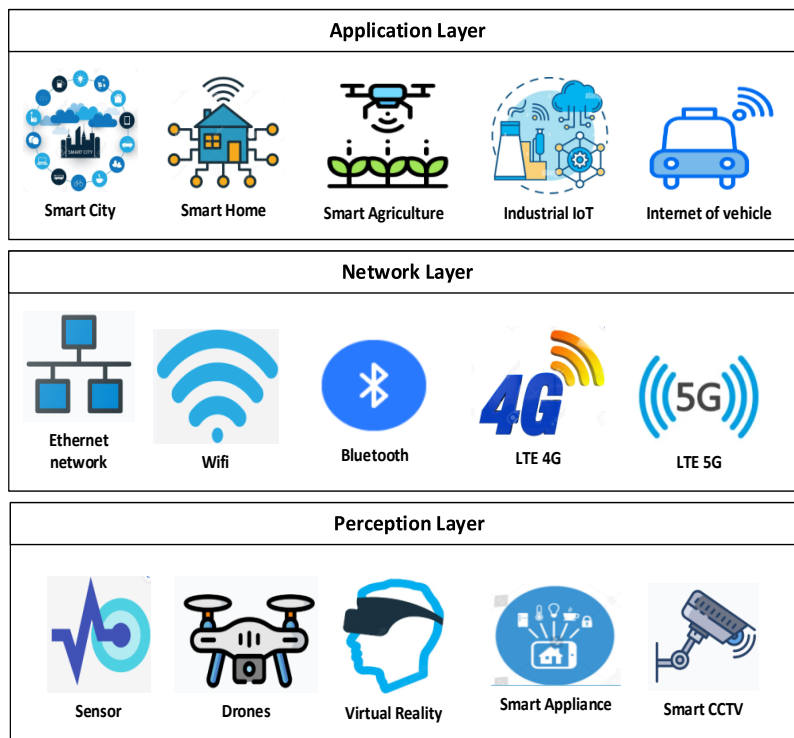 Application Layer
SMART CITY
Smart City
Smart Home
Smart Agriculture
Industrial IoT
Internet of vehicle
Network Layer
Ethernet
network
Wifi
Bluetooth
4G
LTE 4G
5G
LTE 5G
Perception Layer
Sensor
Drones
Virtual Reality
Smart Appliance
Smart CCTV